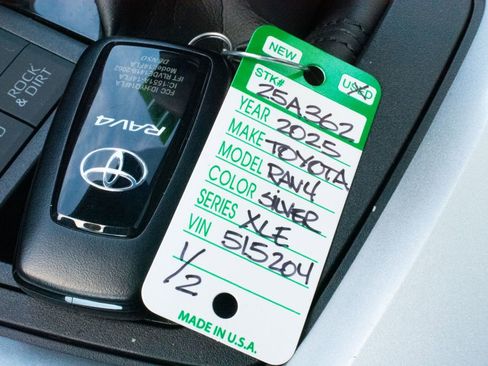 NEW USED
STK# 25A362
YEAR 2025
MAKE TOYOTA
MODEL RAV4
COLOR SILVER
SERIES XLE
VIN 515204
1/2
MADE IN U.S.A.
RAV4
DENSO
ROCK
& DIRT